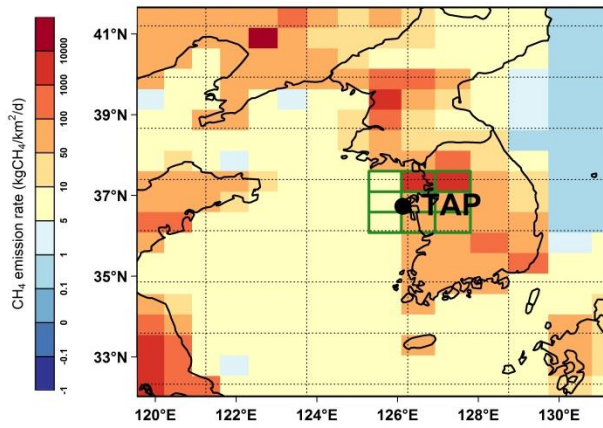 CH₄ emission rate (kgCH₄/km²/d)
10000
1000
100
50
10
5
1
0.1
0
-0.1
-1
41°N
39°N
37°N
35°N
33°N
TAP
120°E 122°E 124°E 126°E 128°E 130°E